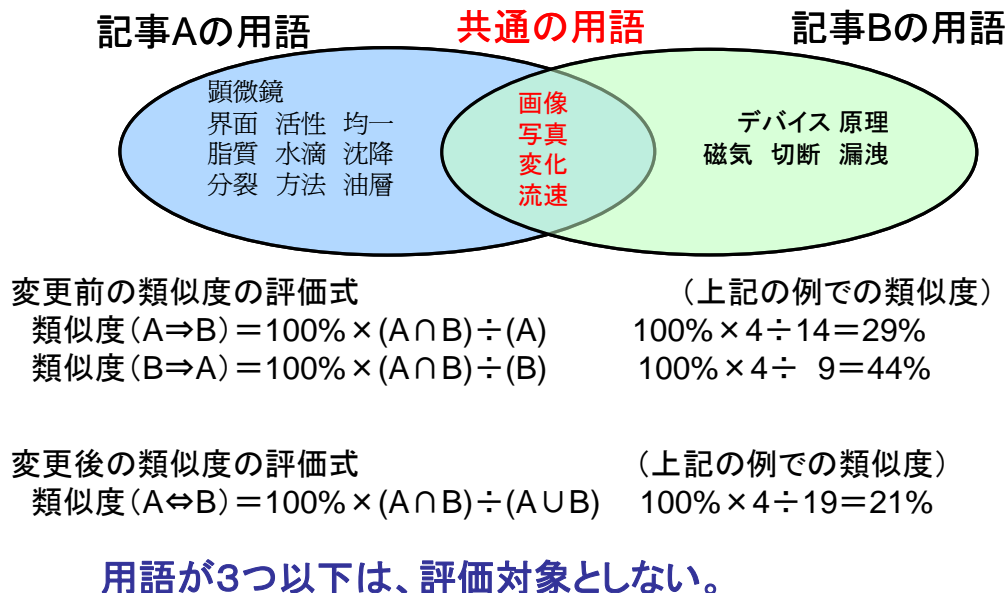 記事Aの用語 共通の用語 記事Bの用語
顕微鏡
界面 活性 均一
脂質 水滴 沈降
分裂 方法 油層
画像
写真
変化
流速
デバイス 原理
磁気 切断 漏洩
変更前の類似度の評価式 (上記の例での類似度)
類似度(A⇒B)=100%×(A∩B)÷(A) 100%×4÷14=29%
類似度(B⇒A)=100%×(A∩B)÷(B) 100%×4÷ 9=44%
変更後の類似度の評価式 (上記の例での類似度)
類似度(A⇔B)=100%×(A∩B)÷(A∪B) 100%×4÷19=21%
用語が3つ以下は、評価対象としない。